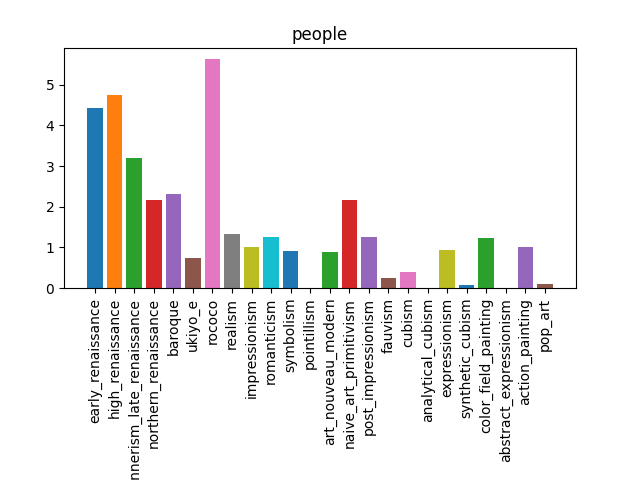 people
5
4
3
2
1
0
early_renaissance
high_renaissance
nnerism_late_renaissance
northern_renaissance
baroque
ukiyo_e
rococo
realism
impressionism
romanticism
symbolism
pointillism
art_nouveau_modern
naive_art_primitivism
post_impressionism
fauvism
cubism
analytical_cubism
expressionism
synthetic_cubism
color_field_painting
abstract_expressionism
action_painting
pop_art